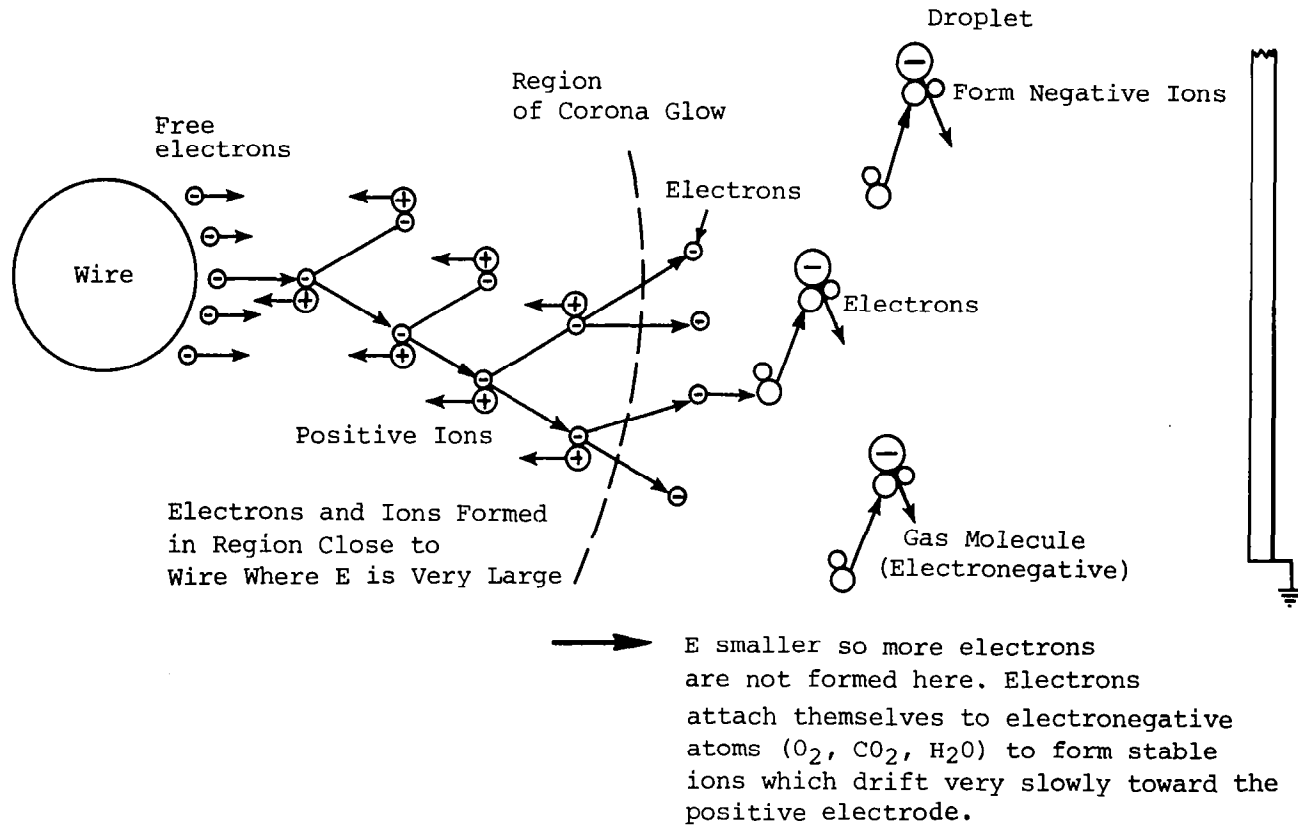 Droplet
Region
of Corona Glow
Form Negative Ions
Free
electrons
Electrons
Wire
Electrons
Positive Ions
Electrons and Ions Formed
in Region Close to
Wire Where E is Very Large
Gas Molecule
(Electronegative)
E smaller so more electrons
are not formed here. Electrons
attach themselves to electronegative
atoms (O₂, CO₂, H₂O) to form stable
ions which drift very slowly toward the
positive electrode.